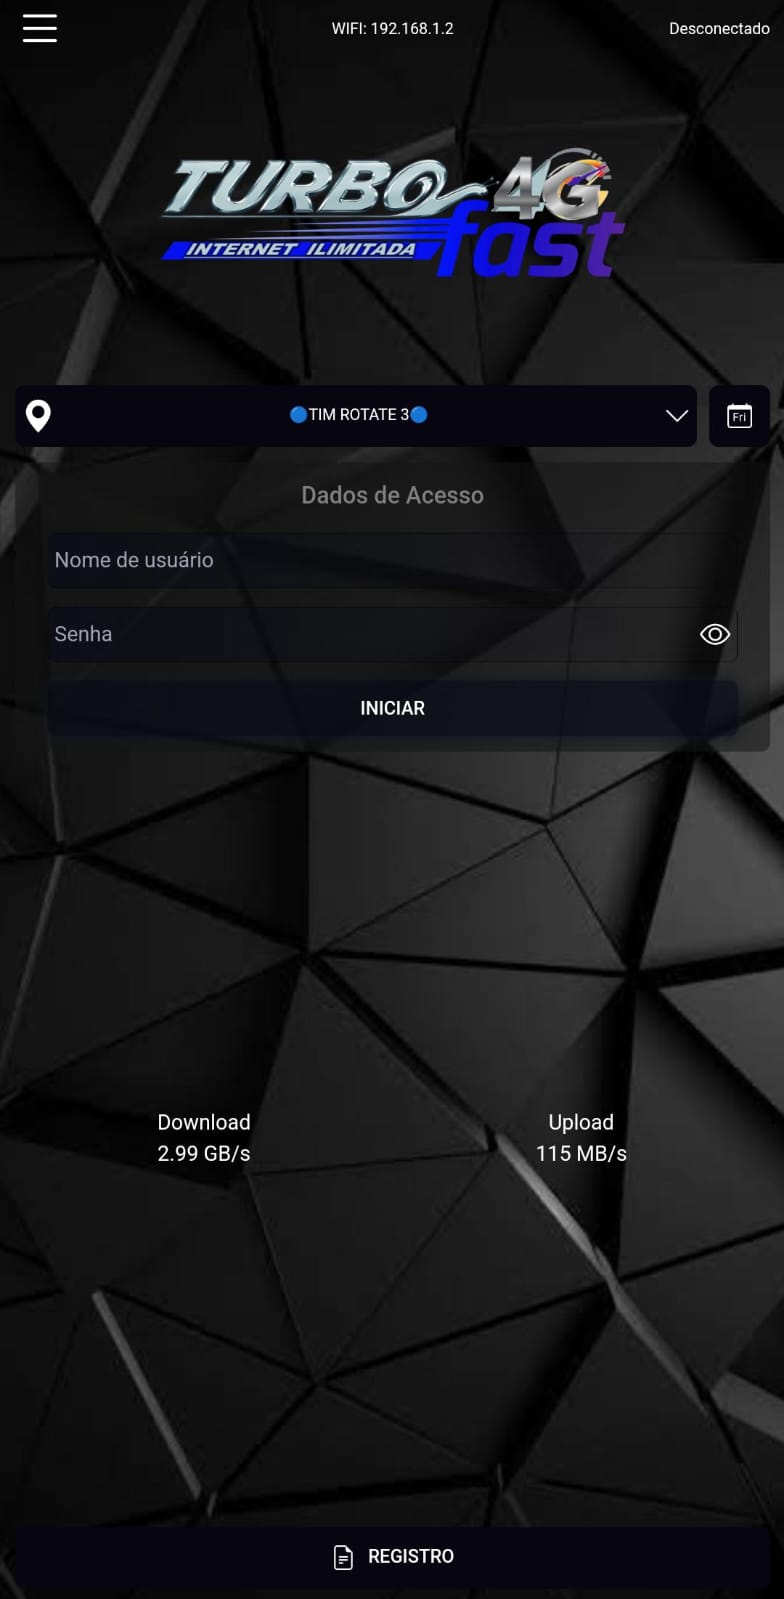 WIFI: 192.168.1.2
Desconectado
TURBO 4G
INTERNET ILIMITADA fast
🔵TIM ROTATE 3🔵
Fri
Dados de Acesso
Nome de usuário
Senha
INICIAR
Download
Upload
2.99 GB/s
115 MB/s
REGISTRO